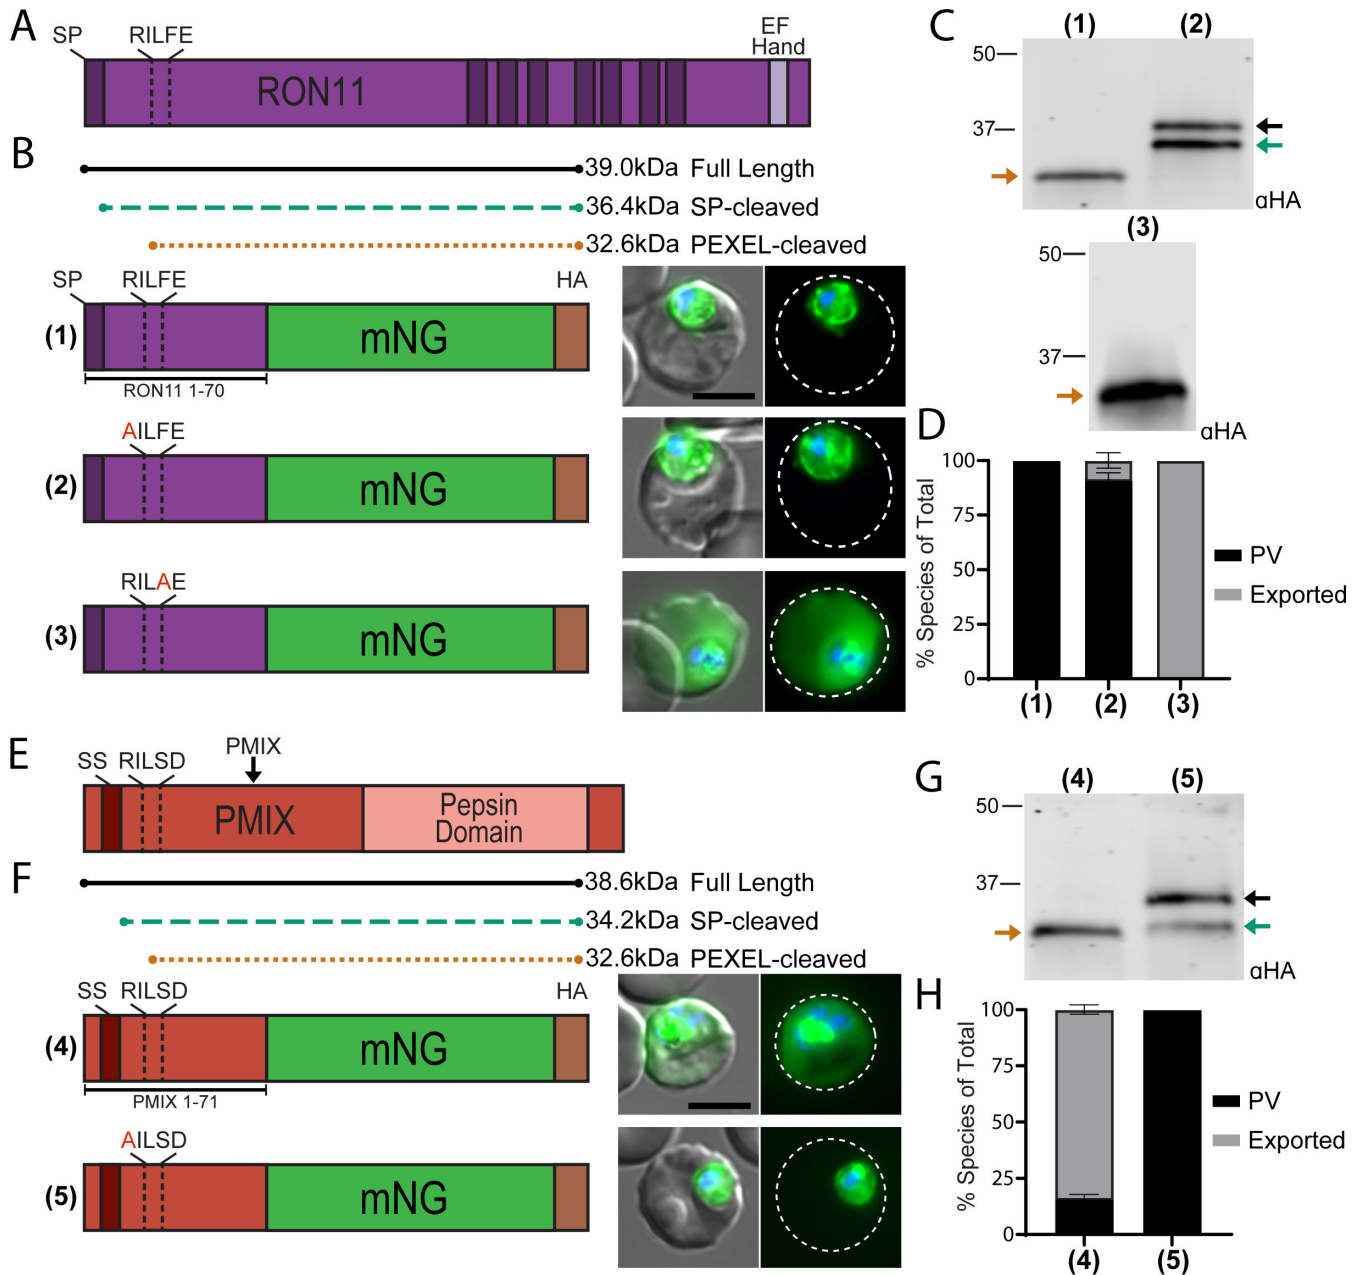 A
SP
RILFE
EF
Hand
RON11
B
39.0kDa Full Length
36.4kDa SP-cleaved
32.6kDa PEXEL-cleaved
SP
RILFE
HA
(1)
mNG
RON11 1-70
AILFE
(2)
mNG
RILAE
(3)
mNG
C
(1)
(2)
50
37
αHA
(3)
50
37
αHA
D
100
75
50
25
0
% Species of Total
(1)
(2)
(3)
PV
Exported
E
SS
RILSD
PMIX
PMIX
Pepsin
Domain
F
38.6kDa Full Length
34.2kDa SP-cleaved
32.6kDa PEXEL-cleaved
SS
RILSD
HA
(4)
mNG
PMIX 1-71
AILSD
(5)
mNG
G
(4)
(5)
50
37
αHA
H
100
75
50
25
0
% Species of Total
(4)
(5)
PV
Exported